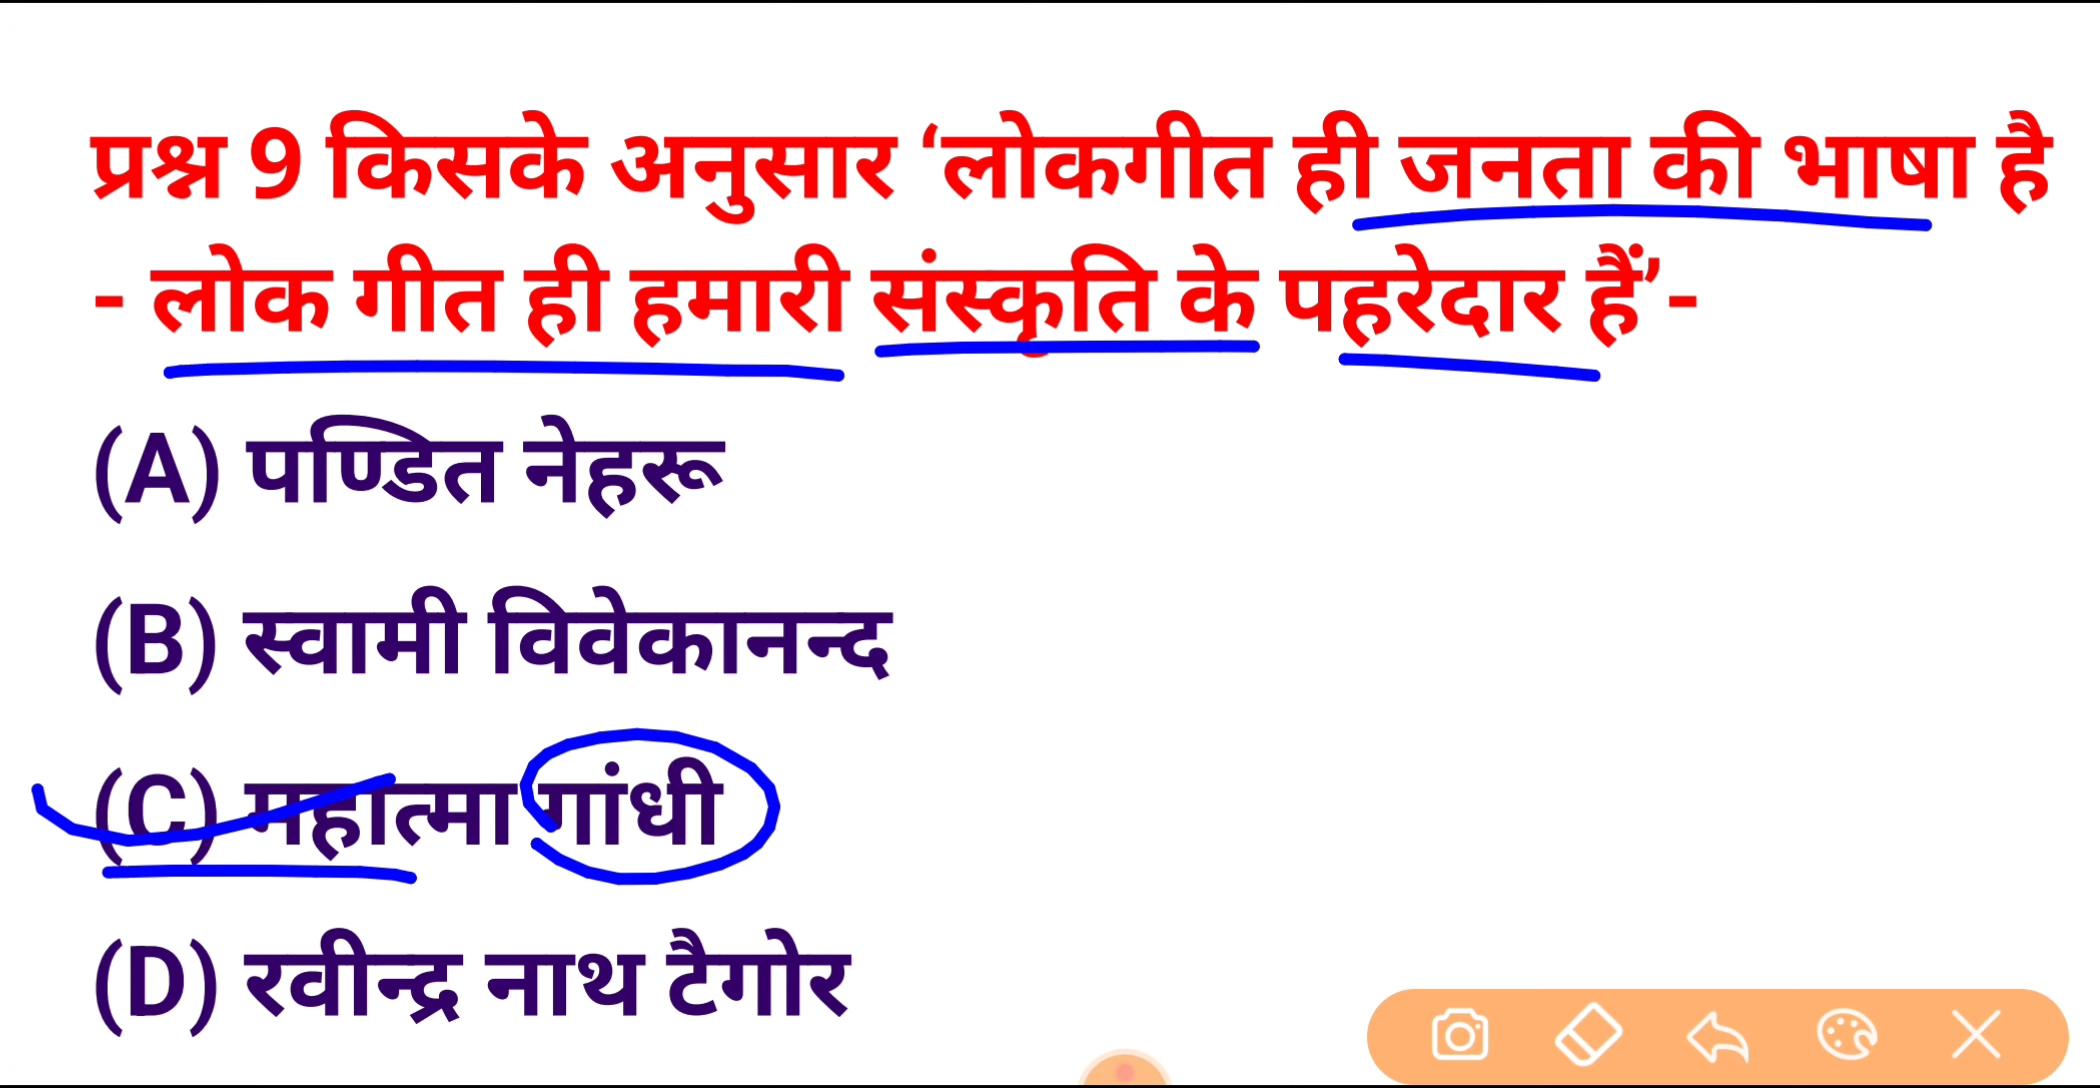 प्रश्न 9 किसके अनुसार ‘लोकगीत ही जनता की भाषा है
- लोक गीत ही हमारी संस्कृति के पहरेदार हैं’-
(A) पण्डित नेहरू
(B) स्वामी विवेकानन्द
(C) महात्मा गांधी
(D) रवीन्द्र नाथ टैगोर